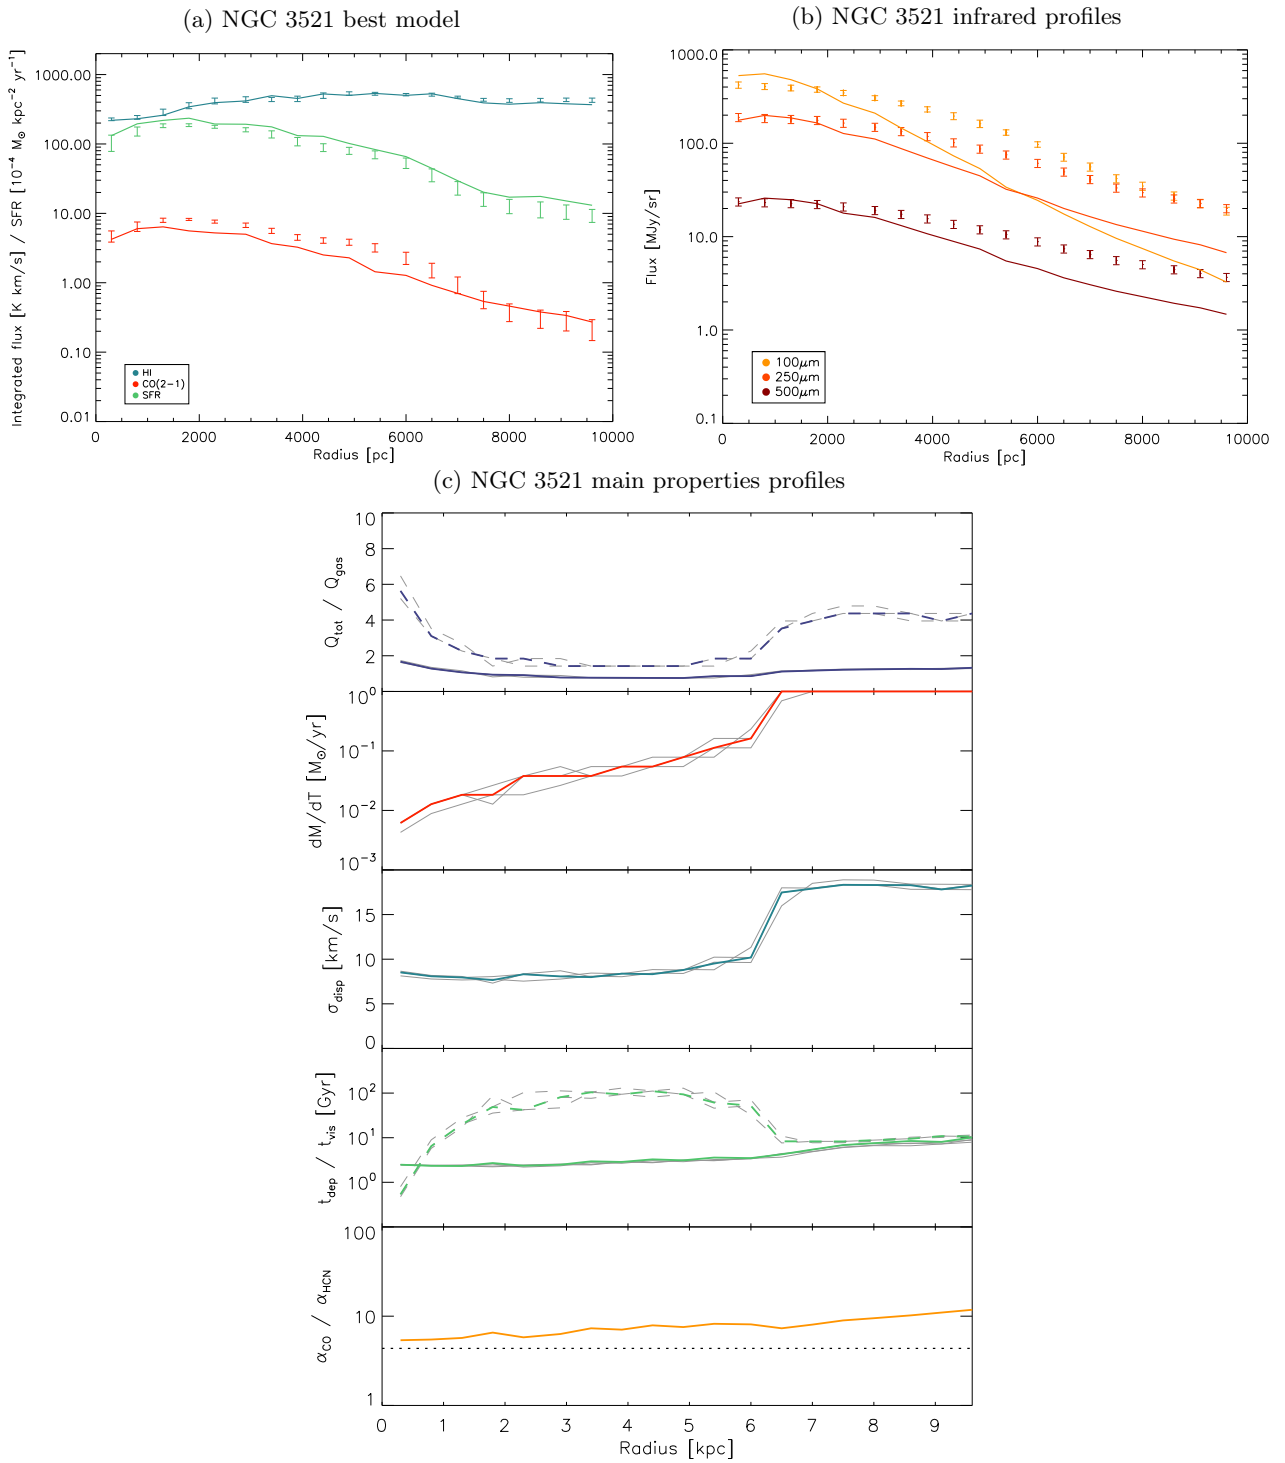 (a) NGC 3521 best model
Integrated flux [K km/s] / SFR [10⁻⁴ M⊙ kpc⁻² yr⁻¹]
1000.00
100.00
10.00
1.00
0.10
0.01
HI
CO(2-1)
SFR
0 2000 4000 6000 8000 10000
Radius [pc]
(b) NGC 3521 infrared profiles
Flux [MJy/sr]
1000.0
100.0
10.0
1.0
0.1
100μm
250μm
500μm
0 2000 4000 6000 8000 10000
Radius [pc]
(c) NGC 3521 main properties profiles
Q_tot / Q_gas
10
8
6
4
2
dM/dT [M⊙/yr]
10⁰
10⁻¹
10⁻²
10⁻³
σ_disp [km/s]
15
10
5
0
t_dep / t_vis [Gyr]
10²
10¹
10⁰
α_CO / α_HCN
100
10
1
0 1 2 3 4 5 6 7 8 9
Radius [kpc]